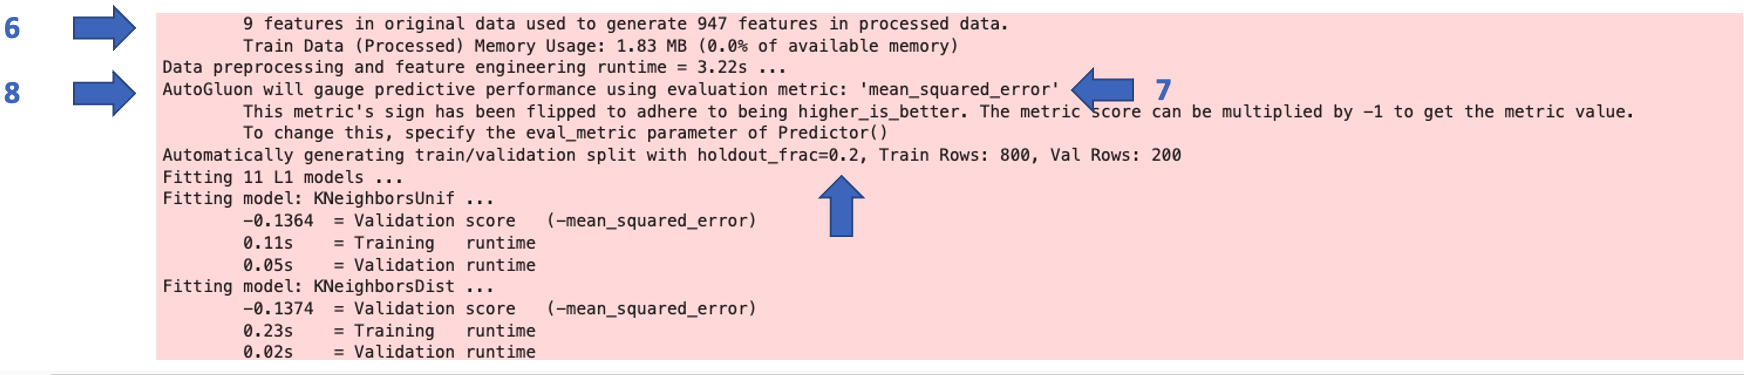 6
9 features in original data used to generate 947 features in processed data.
Train Data (Processed) Memory Usage: 1.83 MB (0.0% of available memory)
Data preprocessing and feature engineering runtime = 3.22s ...
8
AutoGluon will gauge predictive performance using evaluation metric: 'mean_squared_error'
7
This metric's sign has been flipped to adhere to being higher_is_better. The metric score can be multiplied by -1 to get the metric value.
To change this, specify the eval_metric parameter of Predictor()
Automatically generating train/validation split with holdout_frac=0.2, Train Rows: 800, Val Rows: 200
Fitting 11 L1 models ...
Fitting model: KNeighborsUnif ...
-0.1364 = Validation score (-mean_squared_error)
0.11s = Training runtime
0.05s = Validation runtime
Fitting model: KNeighborsDist ...
-0.1374 = Validation score (-mean_squared_error)
0.23s = Training runtime
0.02s = Validation runtime